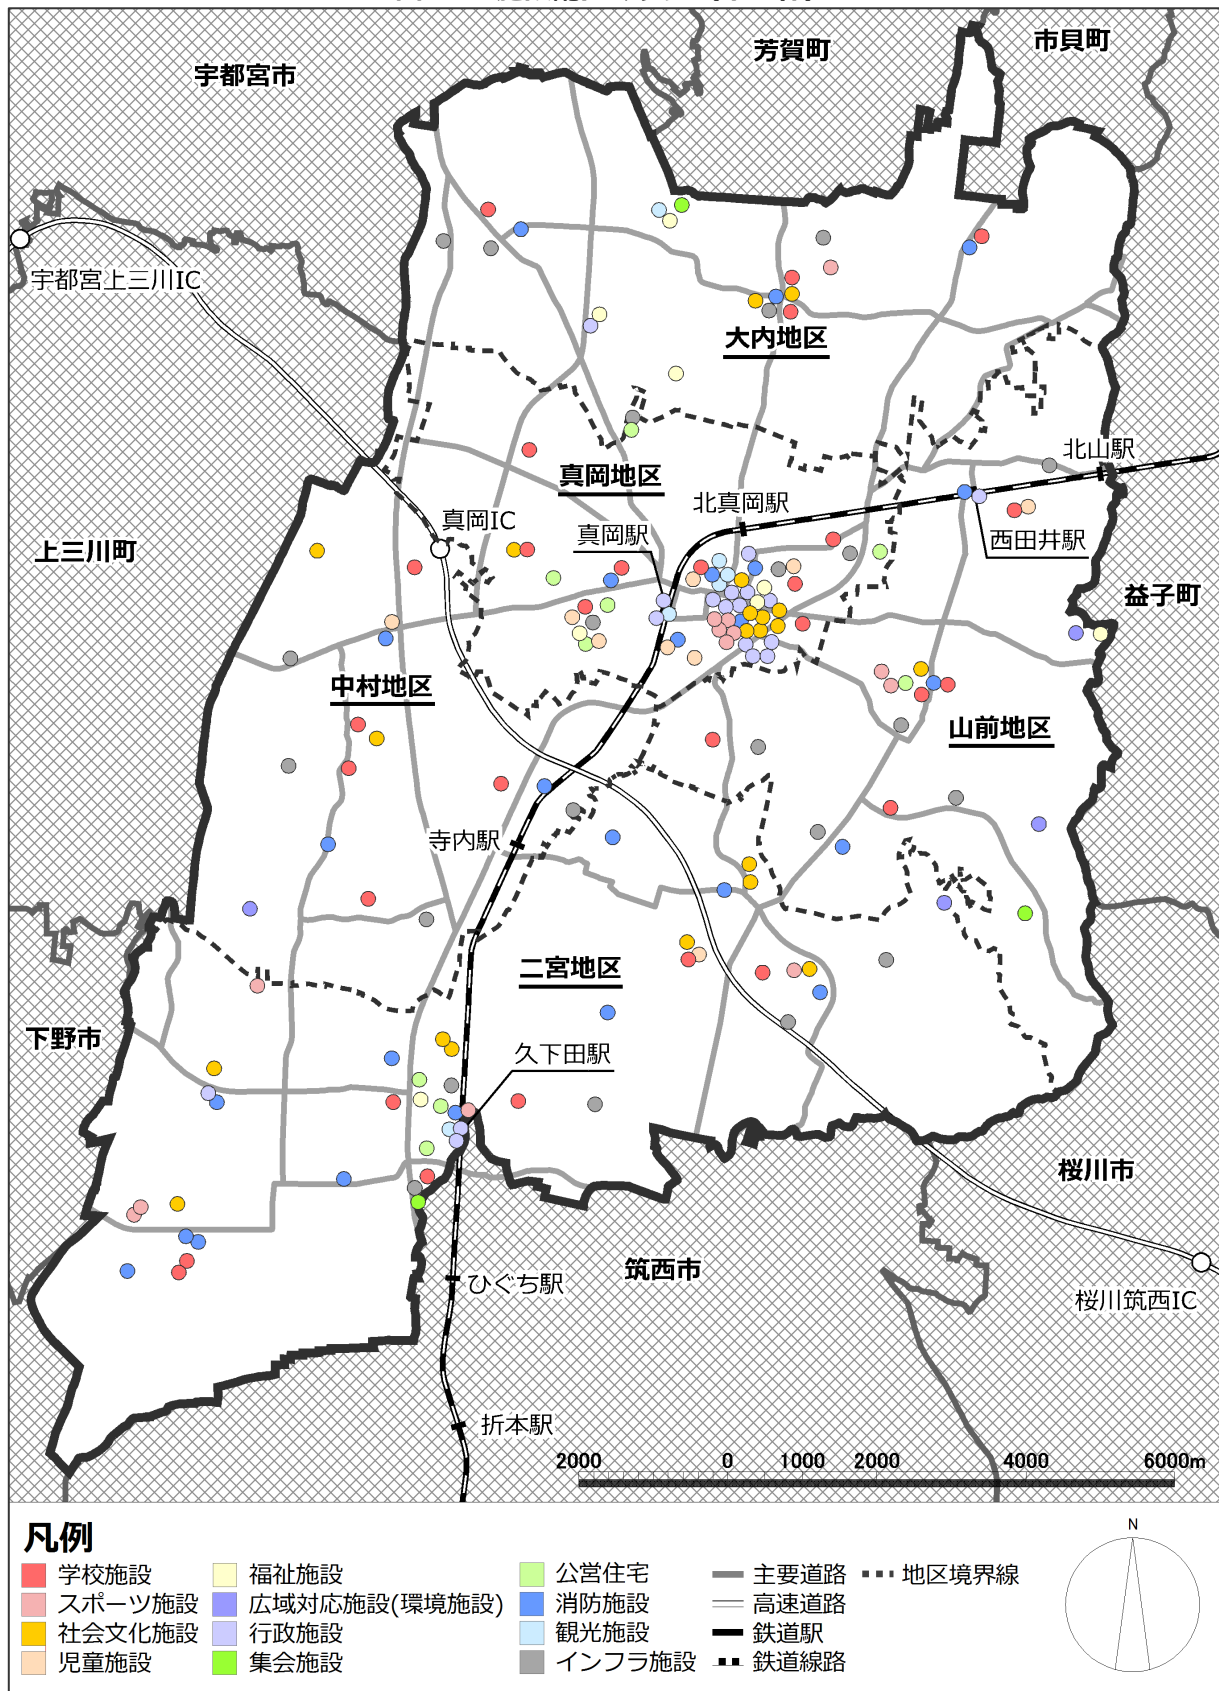 宇都宮市
芳賀町
市貝町
宇都宮上三川IC
大内地区
北山駅
真岡地区
北真岡駅
真岡IC
真岡駅
西田井駅
上三川町
益子町
中村地区
山前地区
寺内駅
二宮地区
下野市
久下田駅
桜川市
筑西市
ひぐち駅
桜川筑西IC
折本駅
2000 0 1000 2000 4000 6000m
凡例
N
学校施設 福祉施設 公営住宅 主要道路 地区境界線
スポーツ施設 広域対応施設(環境施設) 消防施設 高速道路
社会文化施設 行政施設 観光施設 鉄道駅
児童施設 集会施設 インフラ施設 鉄道線路